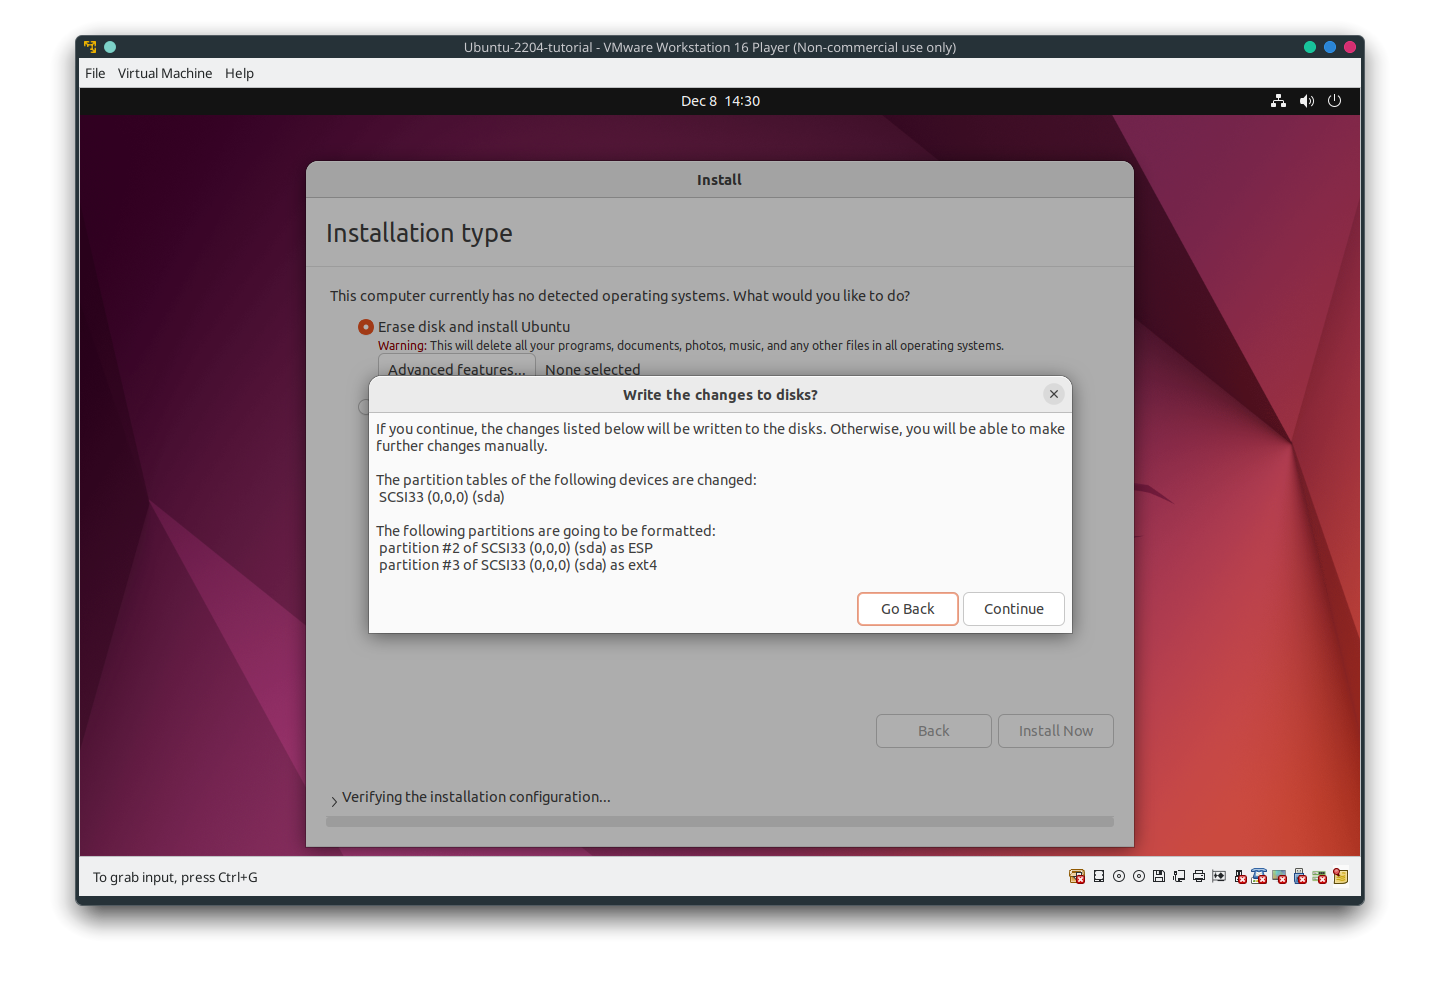 Ubuntu-2204-tutorial - VMware Workstation 16 Player (Non-commercial use only)
File Virtual Machine Help
Dec 8 14:30
Install
Installation type
This computer currently has no detected operating systems. What would you like to do?
Erase disk and install Ubuntu
Warning: This will delete all your programs, documents, photos, music, and any other files in all operating systems.
Advanced features... None selected
Write the changes to disks?
If you continue, the changes listed below will be written to the disks. Otherwise, you will be able to make
further changes manually.
The partition tables of the following devices are changed:
SCSI33 (0,0,0) (sda)
The following partitions are going to be formatted:
partition #2 of SCSI33 (0,0,0) (sda) as ESP
partition #3 of SCSI33 (0,0,0) (sda) as ext4
Go Back Continue
Back Install Now
Verifying the installation configuration...
To grab input, press Ctrl+G